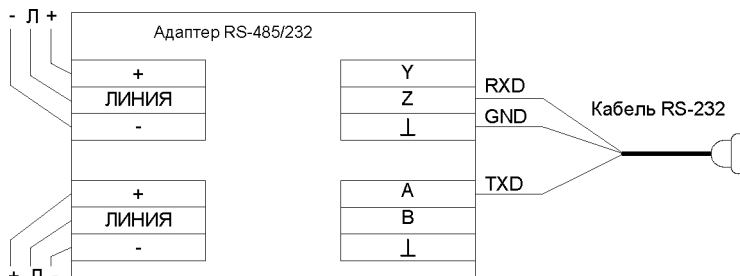 - Л +
Адаптер RS-485/232
+
ЛИНИЯ
-
Y
Z
⊥
RXD
GND
Кабель RS-232
+
ЛИНИЯ
-
A
B
⊥
TXD
+ Л -